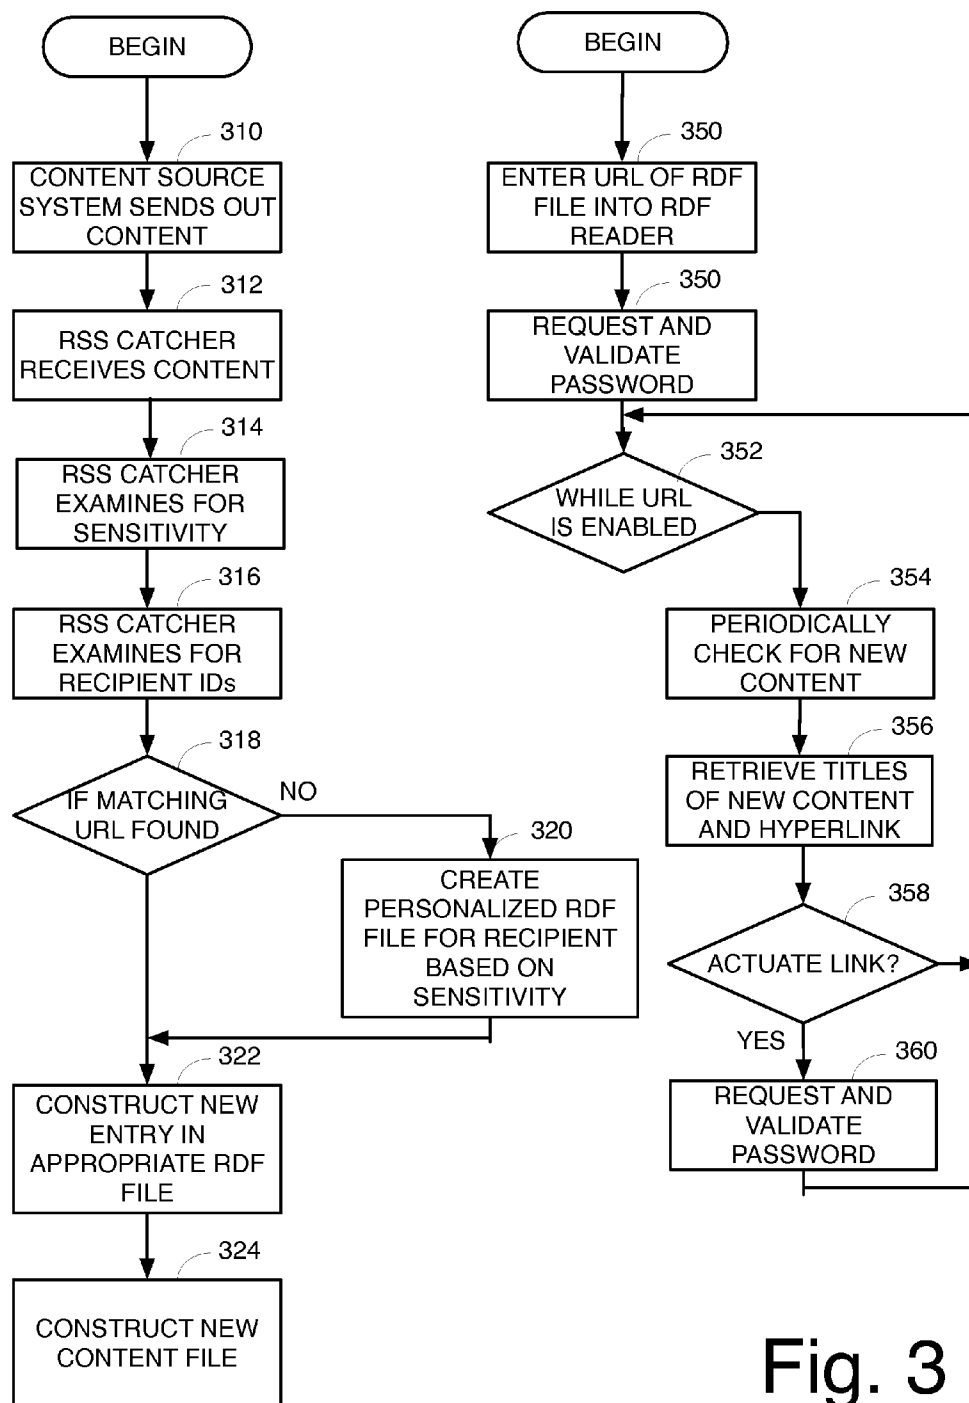 BEGIN
310
CONTENT SOURCE
SYSTEM SENDS OUT
CONTENT
312
RSS CATCHER
RECEIVES CONTENT
314
RSS CATCHER
EXAMINES FOR
SENSITIVITY
316
RSS CATCHER
EXAMINES FOR
RECIPIENT IDs
318
IF MATCHING
URL FOUND
NO
320
CREATE
PERSONALIZED RDF
FILE FOR RECIPIENT
BASED ON
SENSITIVITY
322
CONSTRUCT NEW
ENTRY IN
APPROPRIATE RDF
FILE
324
CONSTRUCT NEW
CONTENT FILE
BEGIN
350
ENTER URL OF RDF
FILE INTO RDF
READER
350
REQUEST AND
VALIDATE
PASSWORD
352
WHILE URL
IS ENABLED
354
PERIODICALLY
CHECK FOR NEW
CONTENT
356
RETRIEVE TITLES
OF NEW CONTENT
AND HYPERLINK
358
ACTUATE LINK?
YES
360
REQUEST AND
VALIDATE
PASSWORD
Fig. 3